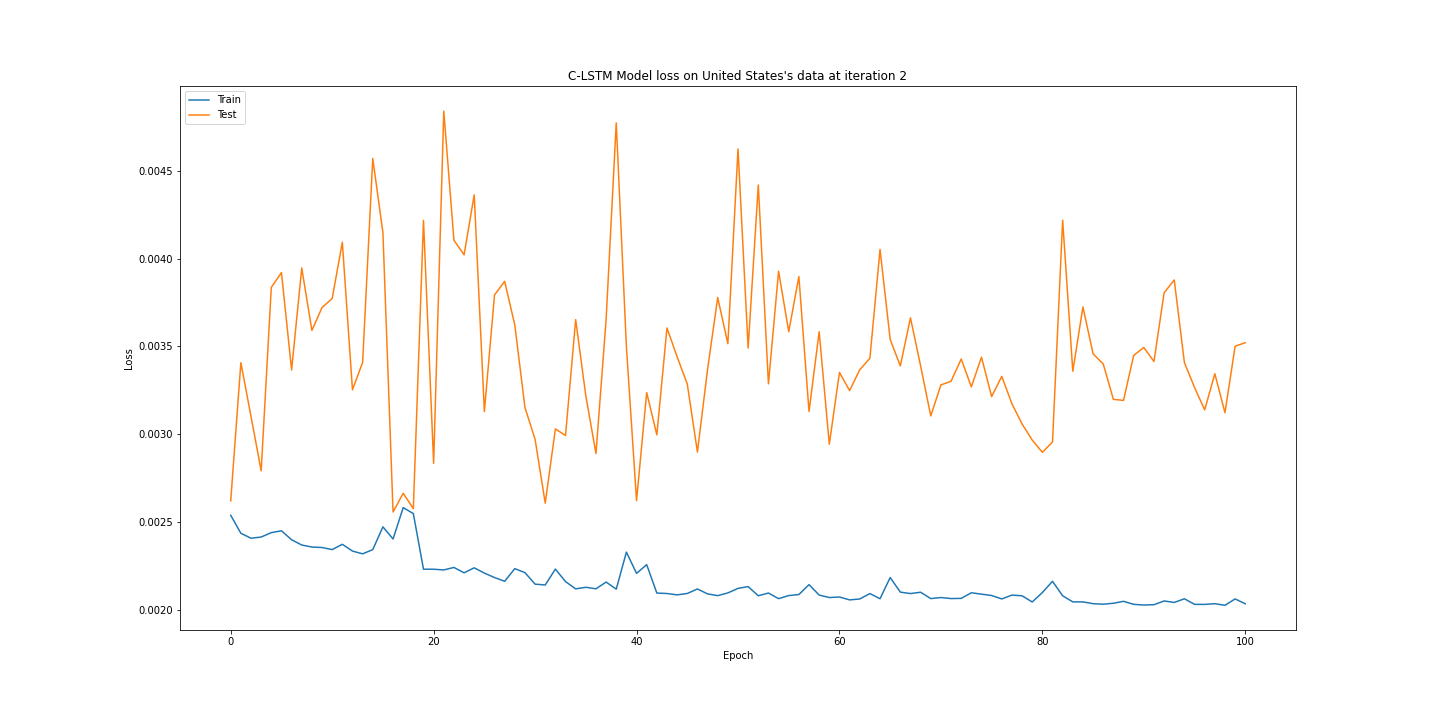 C-LSTM Model loss on United States's data at iteration 2
Train
Test
0.0045
0.0040
0.0035
0.0030
0.0025
0.0020
Loss
0 20 40 60 80 100
Epoch